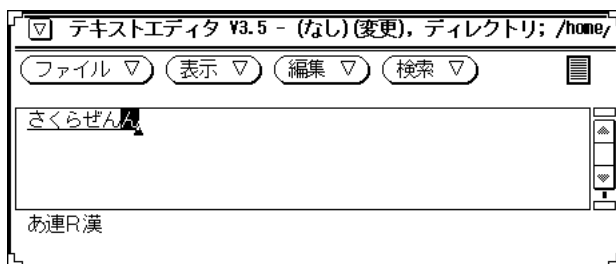 テキストエディタ V3.5 - (なし)(変更), ディレクトリ; /home/
ファイル ▽ 表示 ▽ 編集 ▽ 検索 ▽
さくらぜんん
あ連R漢